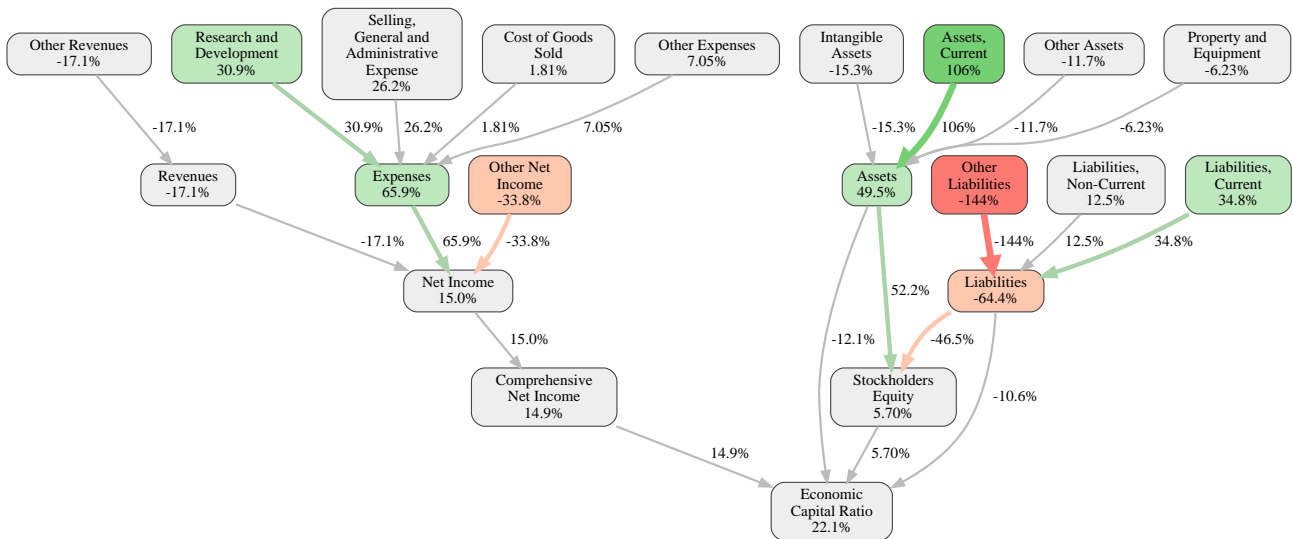 Other Revenues
-17.1%
Research and
Development
30.9%
Selling,
General and
Administrative
Expense
26.2%
Cost of Goods
Sold
1.81%
Other Expenses
7.05%
Intangible
Assets
-15.3%
Assets,
Current
106%
Other Assets
-11.7%
Property and
Equipment
-6.23%
-17.1%
30.9%
26.2%
1.81%
7.05%
-15.3%
106%
-11.7%
-6.23%
Revenues
-17.1%
Expenses
65.9%
Other Net
Income
-33.8%
Assets
49.5%
Other
Liabilities
-144%
Liabilities,
Non-Current
12.5%
Liabilities,
Current
34.8%
-17.1%
65.9%
-33.8%
-144%
12.5%
34.8%
Net Income
15.0%
Liabilities
-64.4%
52.2%
15.0%
-12.1%
-46.5%
Comprehensive
Net Income
14.9%
Stockholders
Equity
5.70%
-10.6%
14.9%
5.70%
Economic
Capital Ratio
22.1%